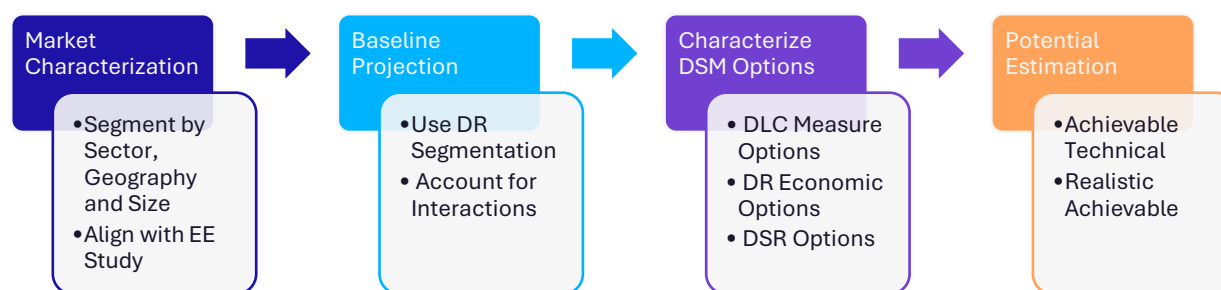 Market
Characterization
•Segment by
Sector,
Geography
and Size
•Align with EE
Study
Baseline
Projection
•Use DR
Segmentation
• Account for
Interactions
Characterize
DSM Options
• DLC Measure
Options
• DR Economic
Options
• DSR Options
Potential
Estimation
•Achievable
Technical
•Realistic
Achievable